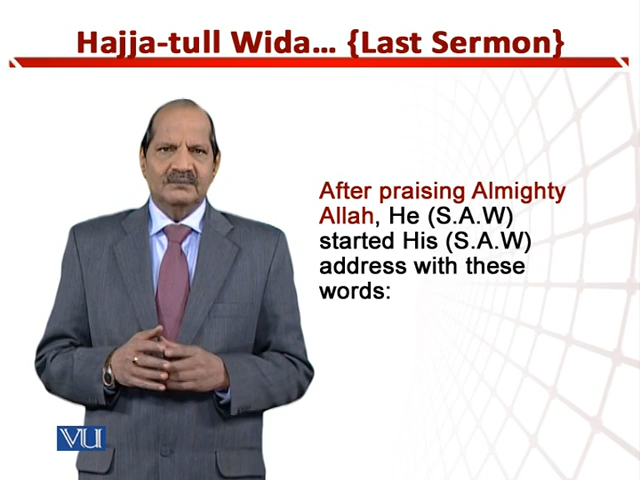 Hajja-tull Wida... {Last Sermon}
After praising Almighty
Allah, He (S.A.W)
started His (S.A.W)
address with these
words:
VU